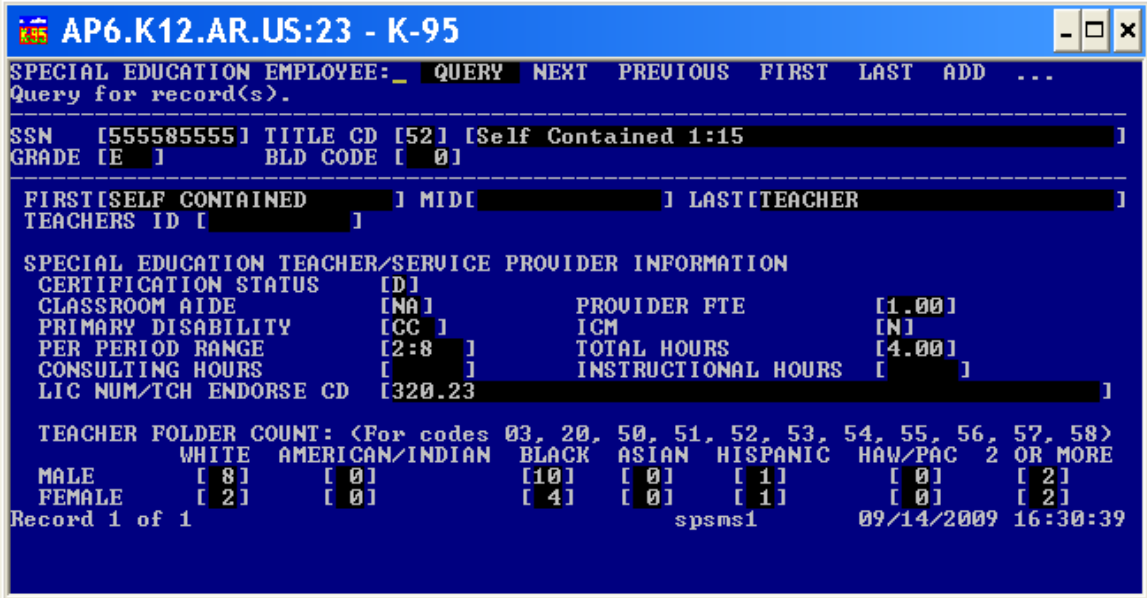 K-95 AP6.K12.AR.US:23 - K-95
SPECIAL EDUCATION EMPLOYEE:_ QUERY NEXT PREVIOUS FIRST LAST ADD ...
Query for record(s).
SSN [555585555] TITLE CD [52] [Self Contained 1:15 ]
GRADE [E ] BLD CODE [ 0]
FIRST[SELF CONTAINED ] MID[ ] LAST[TEACHER ]
TEACHERS ID [ ]
SPECIAL EDUCATION TEACHER/SERVICE PROVIDER INFORMATION
CERTIFICATION STATUS [D]
CLASSROOM AIDE [NA] PROVIDER FTE [1.00]
PRIMARY DISABILITY [CC ] ICM [N]
PER PERIOD RANGE [2:8 ] TOTAL HOURS [4.00]
CONSULTING HOURS [ ] INSTRUCTIONAL HOURS [ ]
LIC NUM/TCH ENDORSE CD [320.23 ]
TEACHER FOLDER COUNT: (For codes 03, 20, 50, 51, 52, 53, 54, 55, 56, 57, 58)
WHITE AMERICAN/INDIAN BLACK ASIAN HISPANIC HAW/PAC 2 OR MORE
MALE [ 8] [ 0] [10] [ 0] [ 1] [ 0] [ 2]
FEMALE [ 2] [ 0] [ 4] [ 0] [ 1] [ 0] [ 2]
Record 1 of 1 spsms1 09/14/2009 16:30:39